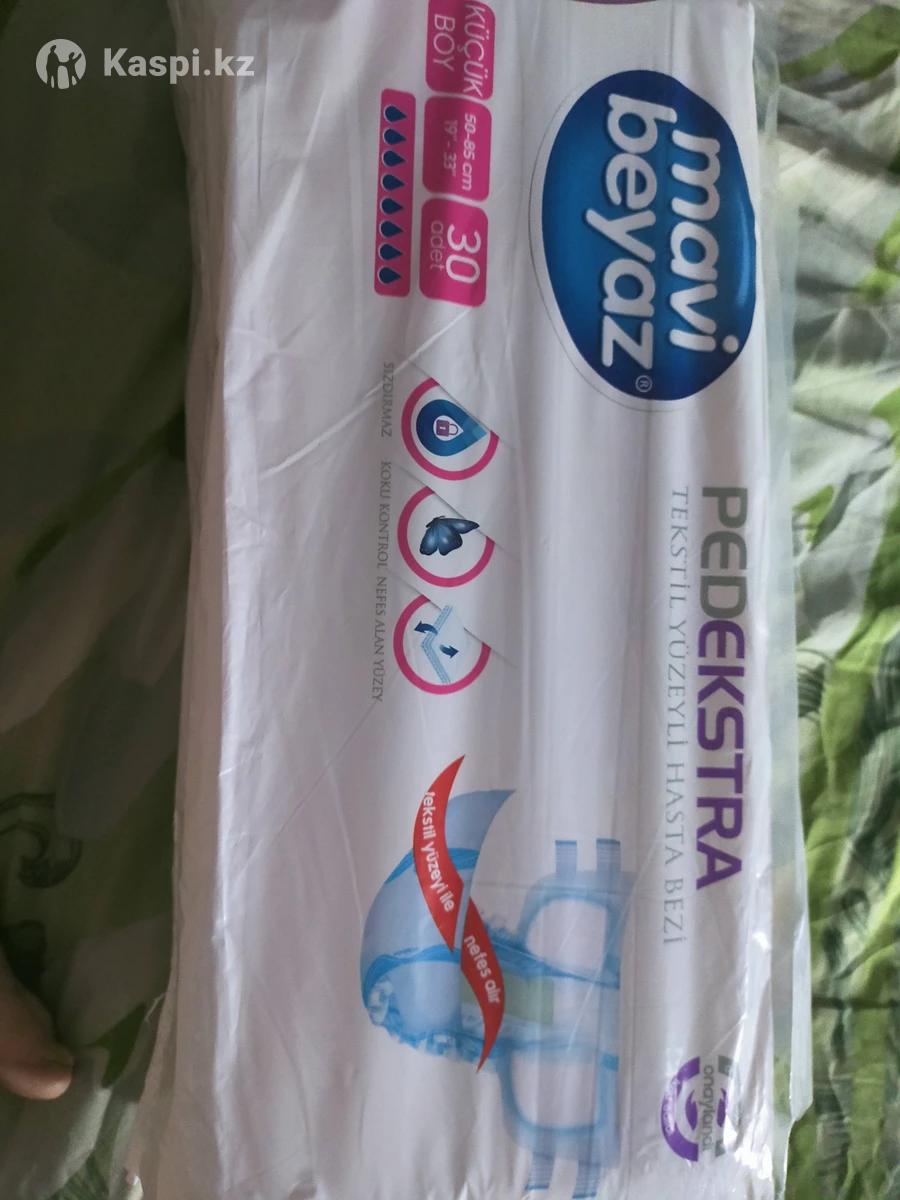 Kaspi.kz
mavi
beyaz®
PEDEKSTRA
TEKSTİL YÜZEYLİ HASTA BEZİ
KÜÇÜK
BOY
50-85 cm
19" - 33"
30
adet
SIZDIRMAZ
KOKU KONTROL
NEFES ALAN YÜZEY
tekstil yüzeyi ile
nefes alır
onaylandı